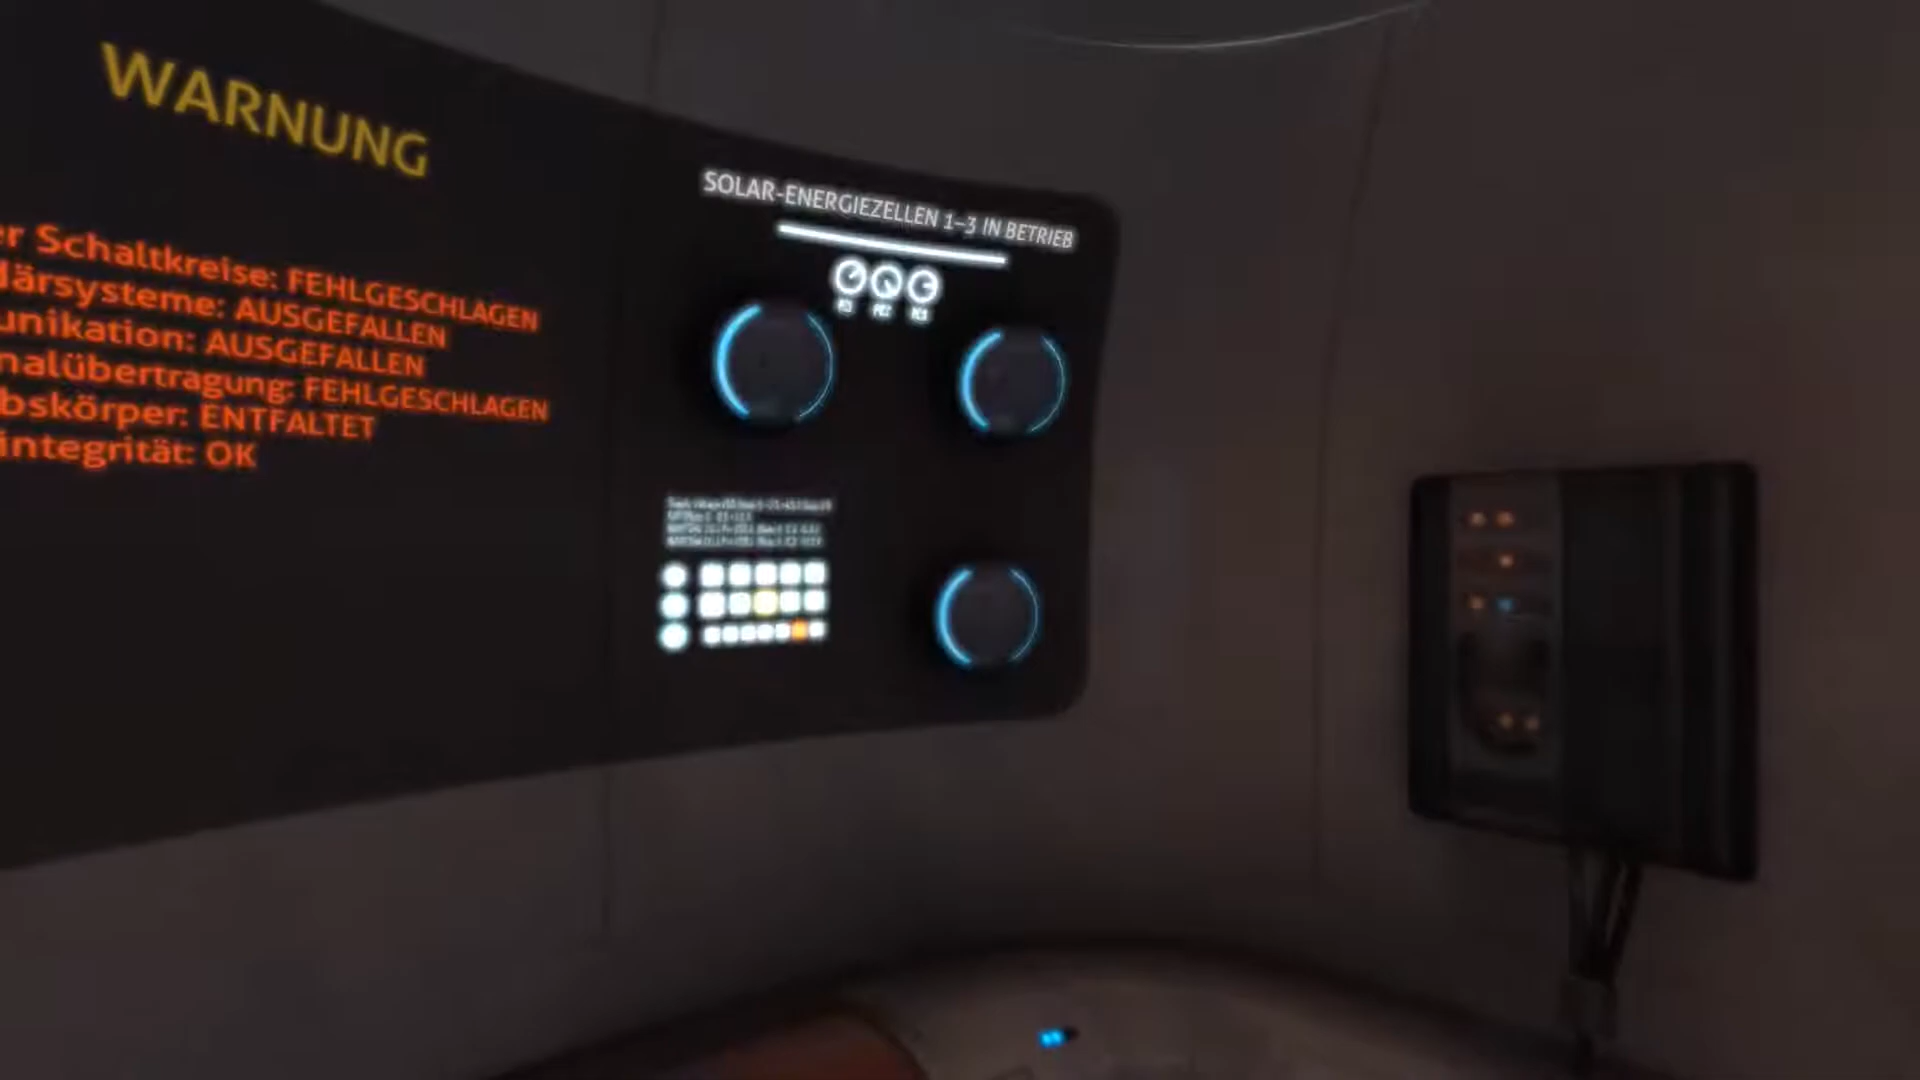 WARNUNG
er Schaltkreise: FEHLGESCHLAGEN
därsysteme: AUSGEFALLEN
unikation: AUSGEFALLEN
nalübertragung: FEHLGESCHLAGEN
bskörper: ENTFALTET
integrität: OK
SOLAR-ENERGIEZELLEN 1-3 IN BETRIEB